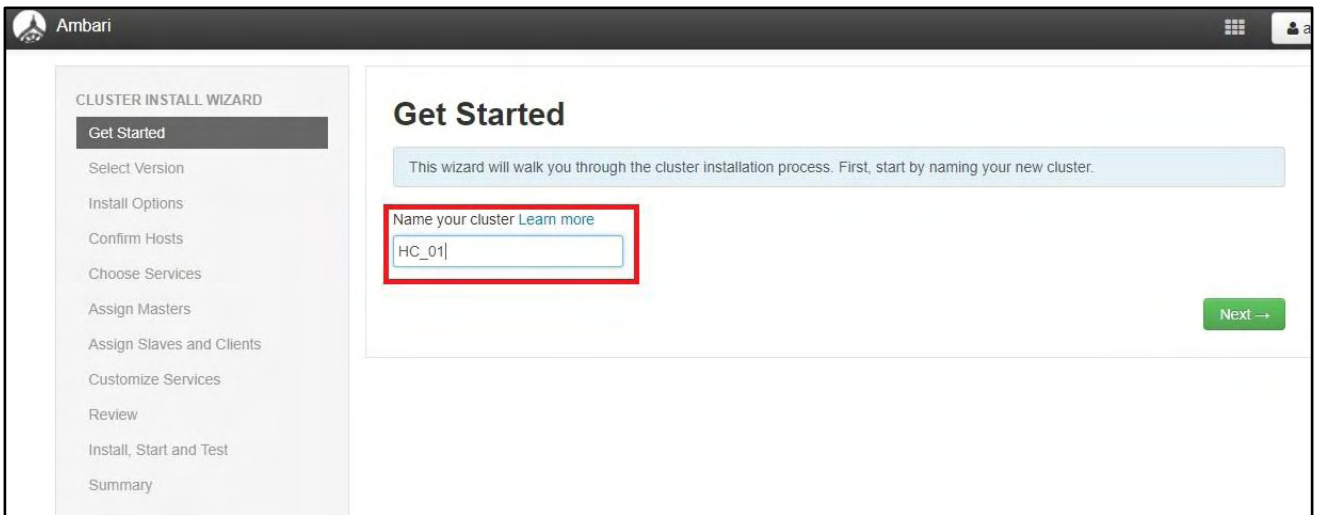 Ambari
a
CLUSTER INSTALL WIZARD
Get Started
Select Version
Install Options
Confirm Hosts
Choose Services
Assign Masters
Assign Slaves and Clients
Customize Services
Review
Install, Start and Test
Summary
Get Started
This wizard will walk you through the cluster installation process. First, start by naming your new cluster.
Name your cluster Learn more
HC_01
Next →